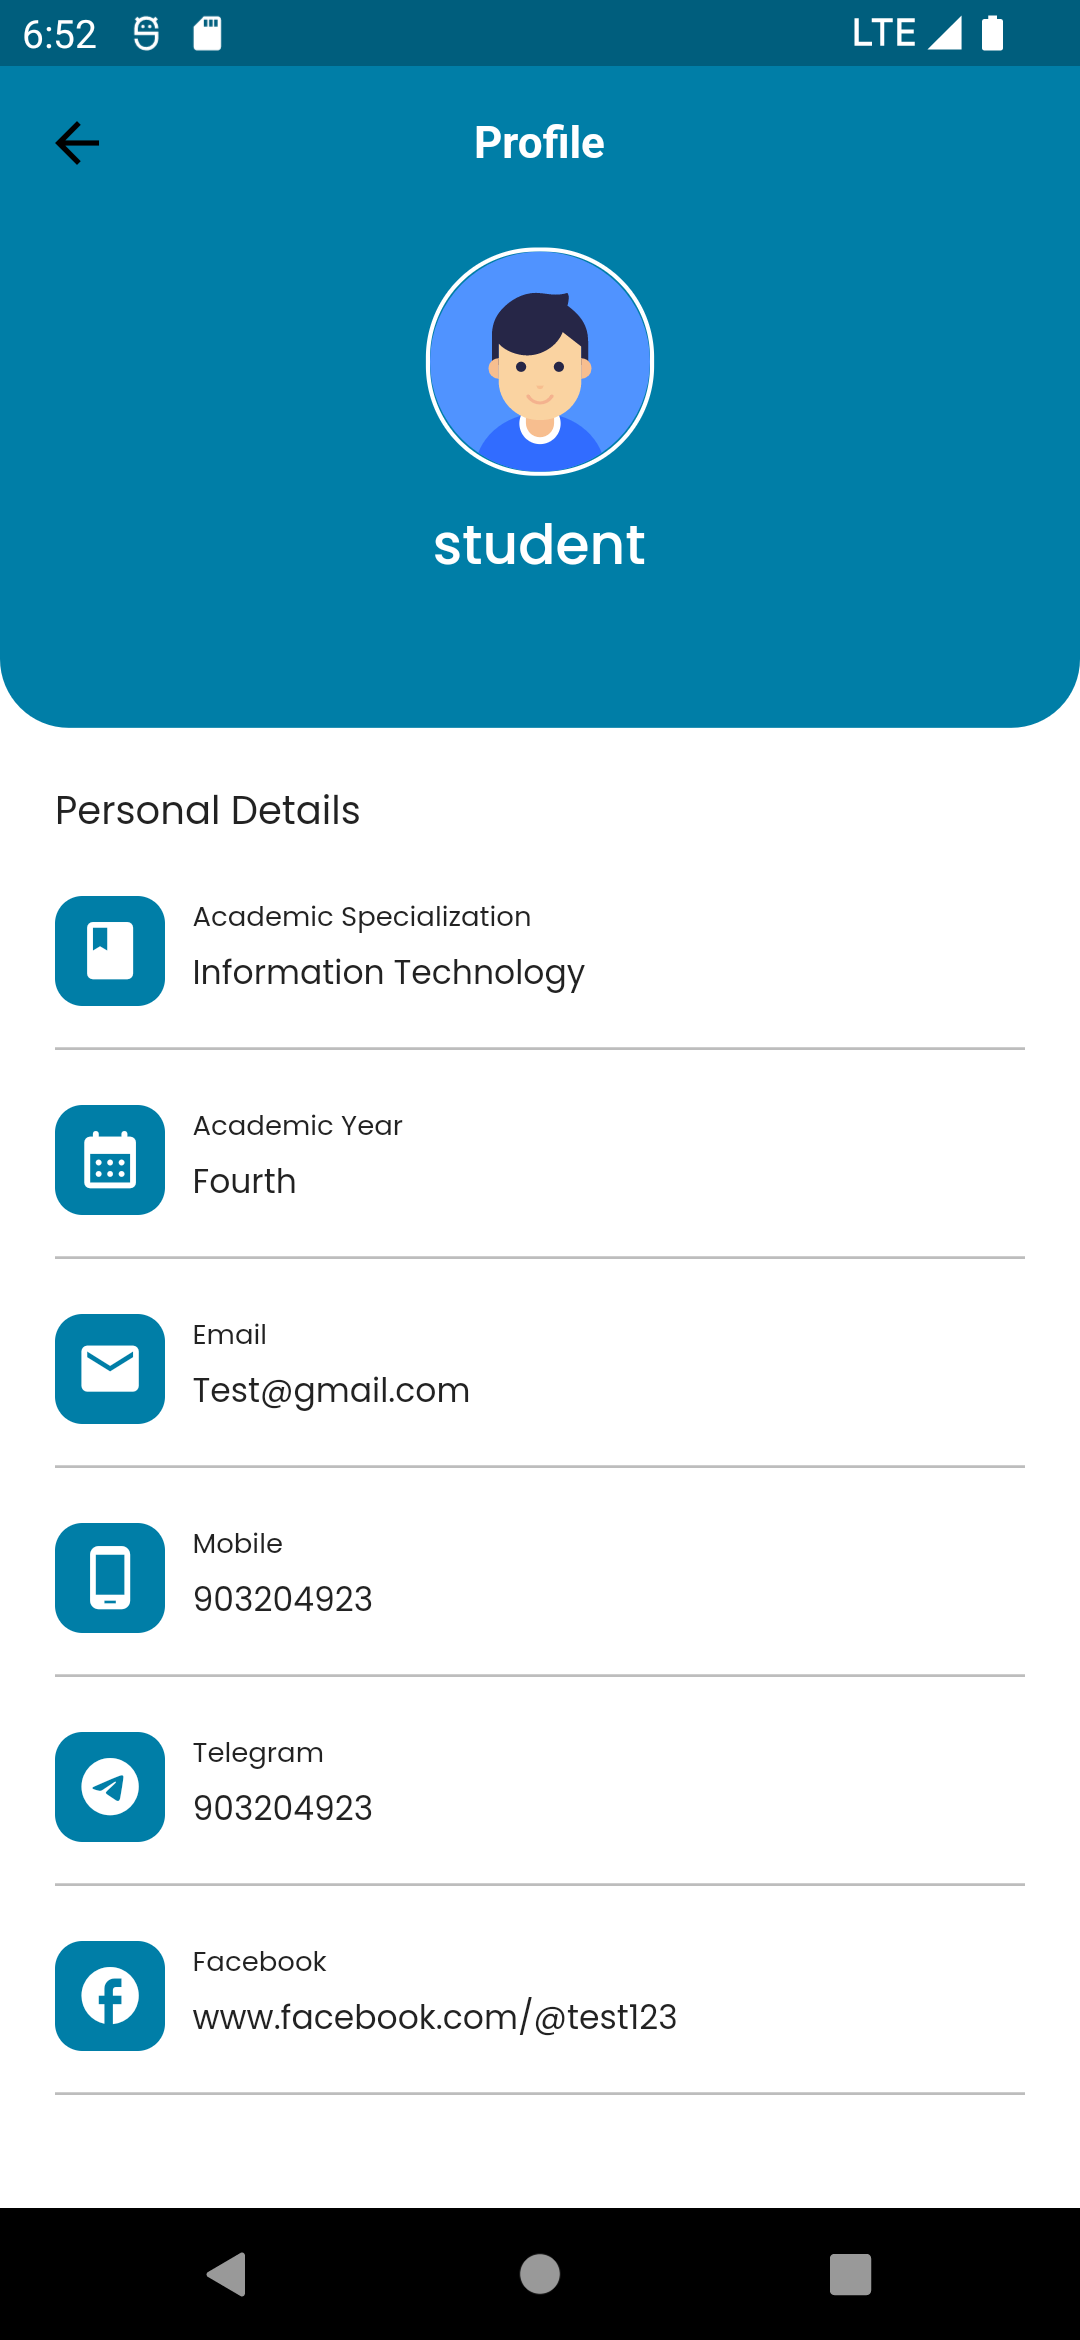 6:52 LTE
Profile
student
Personal Details
Academic Specialization
Information Technology
Academic Year
Fourth
Email
Test@gmail.com
Mobile
903204923
Telegram
903204923
Facebook
www.facebook.com/@test123